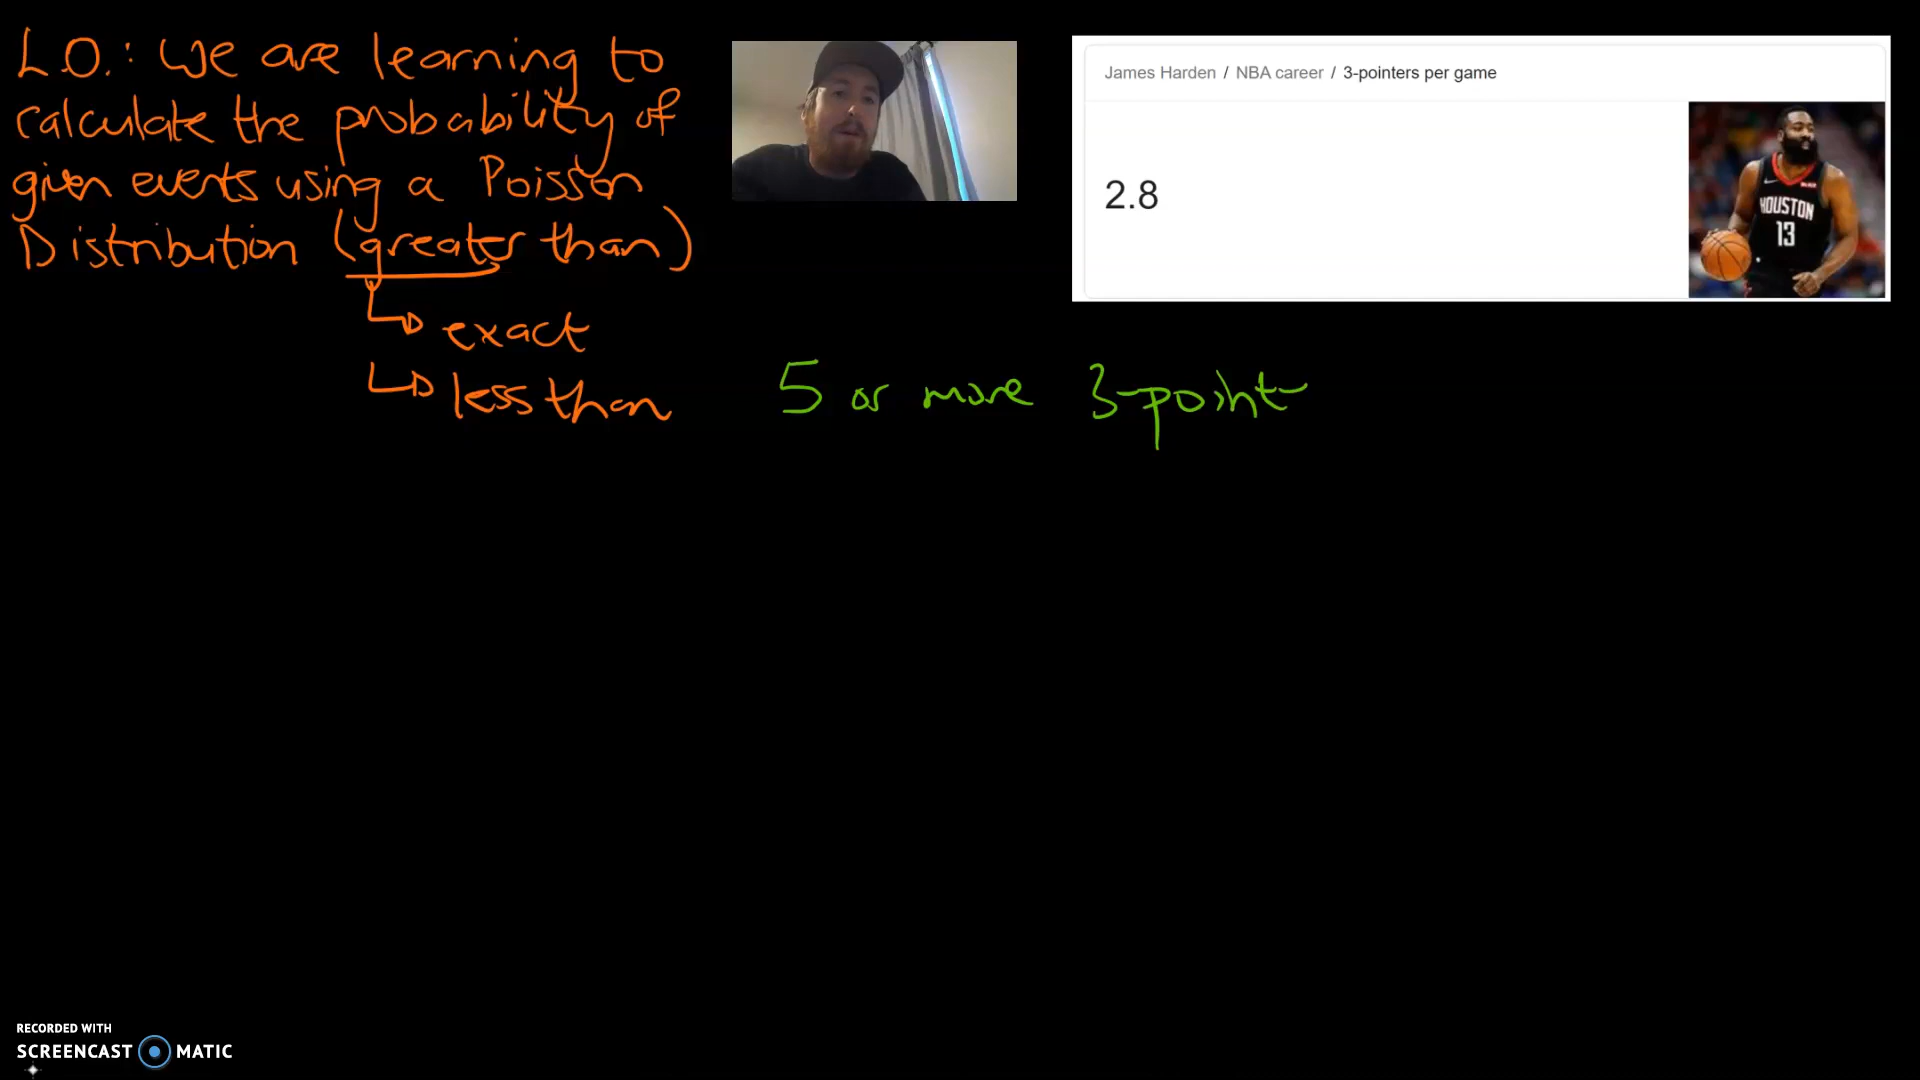 L.O.: We are learning to
calculate the probability of
given events using a Poisson
Distribution (greater than)
exact
less than
James Harden / NBA career / 3-pointers per game
2.8
HOUSTON
13
5 or more 3-point
RECORDED WITH
SCREENCAST MATIC